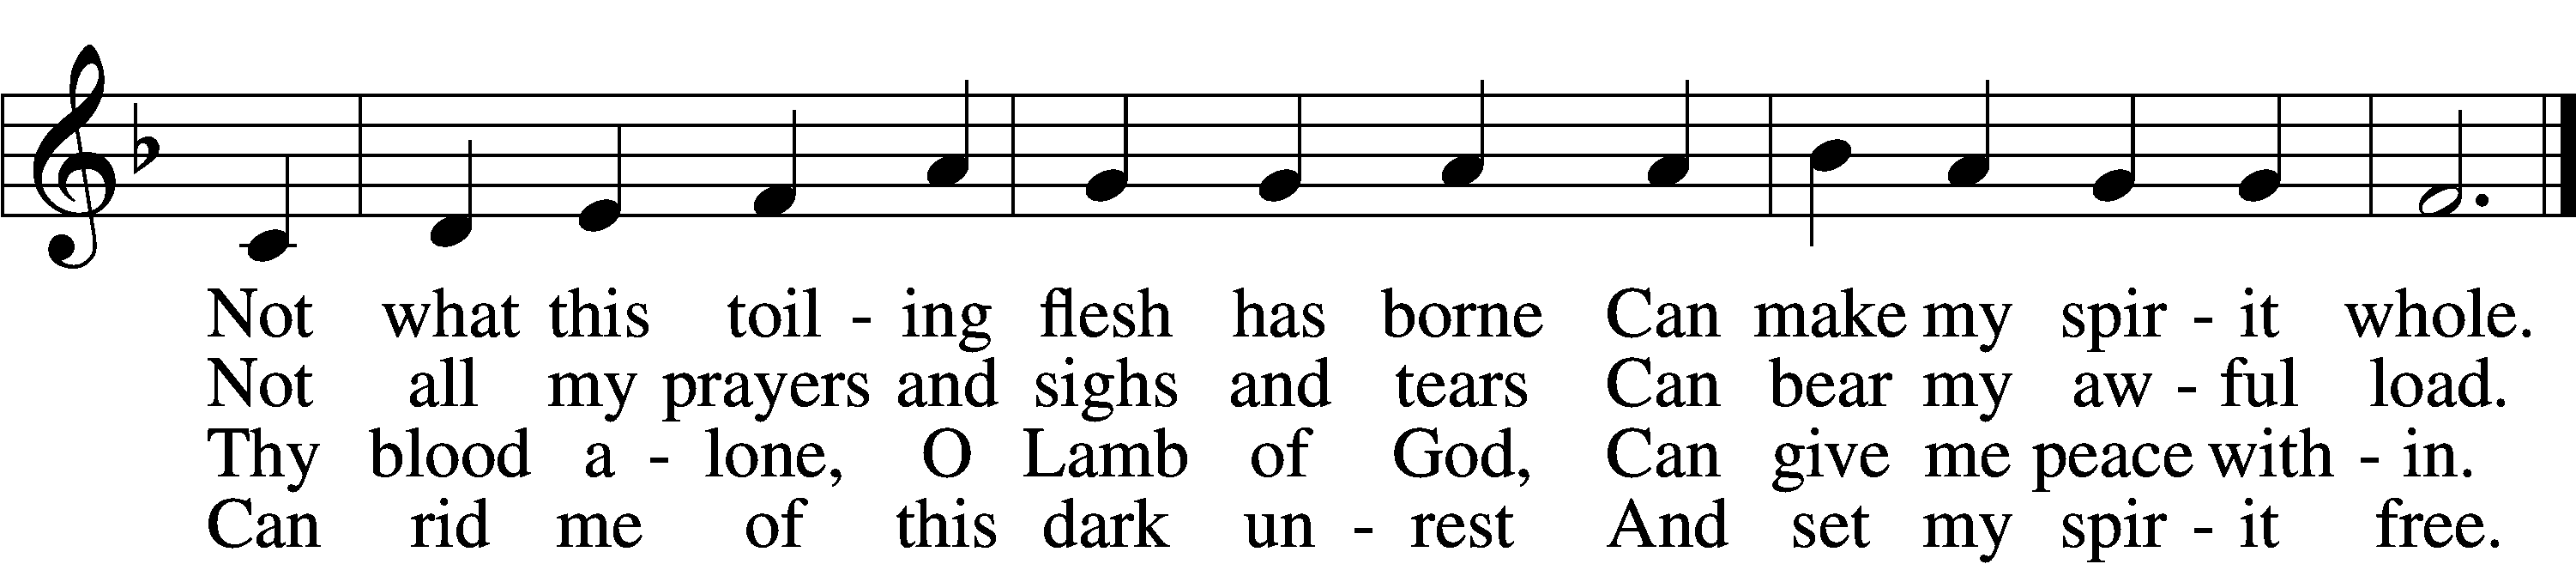 Not what this toil - ing flesh has borne Can make my spir - it whole.
Not all my prayers and sighs and tears Can bear my aw - ful load.
Thy blood a - lone, O Lamb of God, Can give me peace with - in.
Can rid me of this dark un - rest And set my spir - it free.